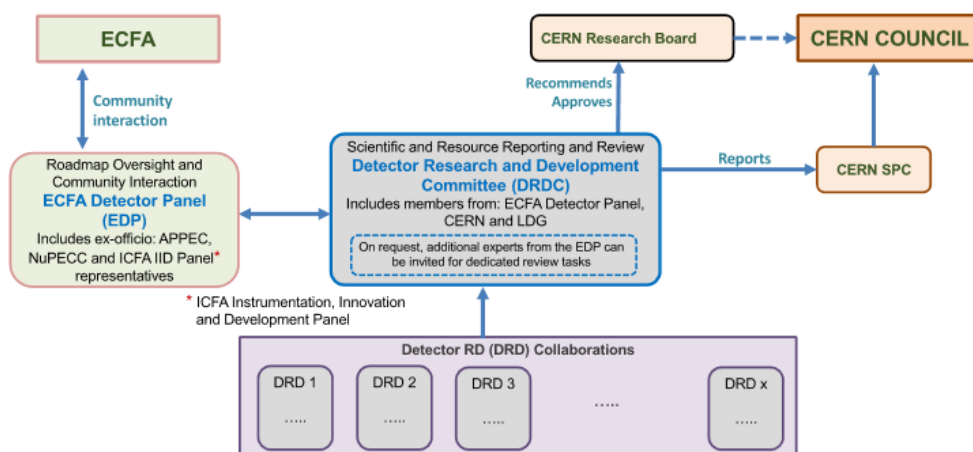 ECFA
CERN Research Board
CERN COUNCIL
Community
interaction
Recommends
Approves
Roadmap Oversight and
Community Interaction
ECFA Detector Panel
(EDP)
Includes ex-officio: APPEC,
NuPECC and ICFA IID Panel*
representatives
Scientific and Resource Reporting and Review
Detector Research and Development
Committee (DRDC)
Includes members from: ECFA Detector Panel,
CERN and LDG
On request, additional experts from the EDP can
be invited for dedicated review tasks
Reports
CERN SPC
* ICFA Instrumentation, Innovation
and Development Panel
Detector RD (DRD) Collaborations
DRD 1
.....
DRD 2
.....
DRD 3
.....
.....
DRD x
.....